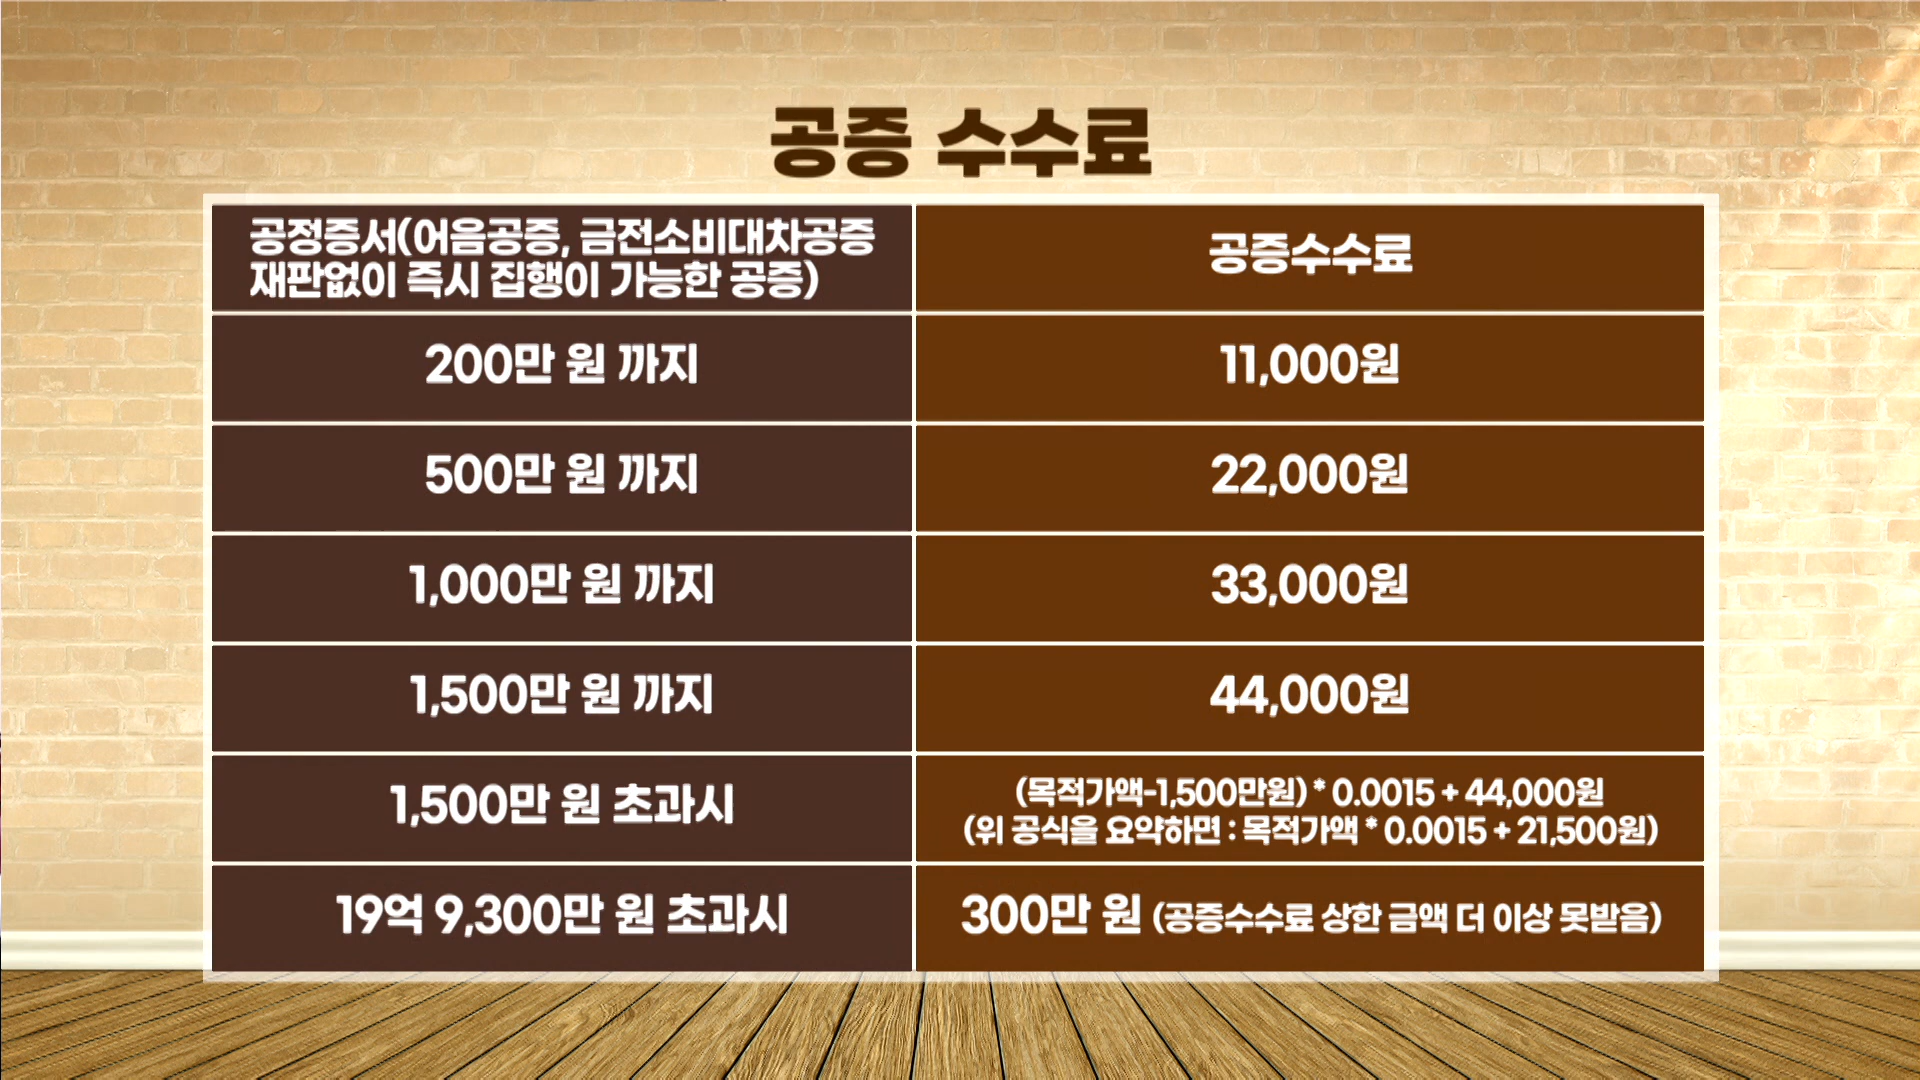 공증 수수료
공정증서(어음공증, 금전소비대차공증
재판없이 즉시 집행이 가능한 공증)
공증수수료
200만 원 까지
11,000원
500만 원 까지
22,000원
1,000만 원 까지
33,000원
1,500만 원 까지
44,000원
1,500만 원 초과시
(목적가액-1,500만원) * 0.0015 + 44,000원
(위 공식을 요약하면 : 목적가액 * 0.0015 + 21,500원)
19억 9,300만 원 초과시
300만 원 (공증수수료 상한 금액 더 이상 못받음)